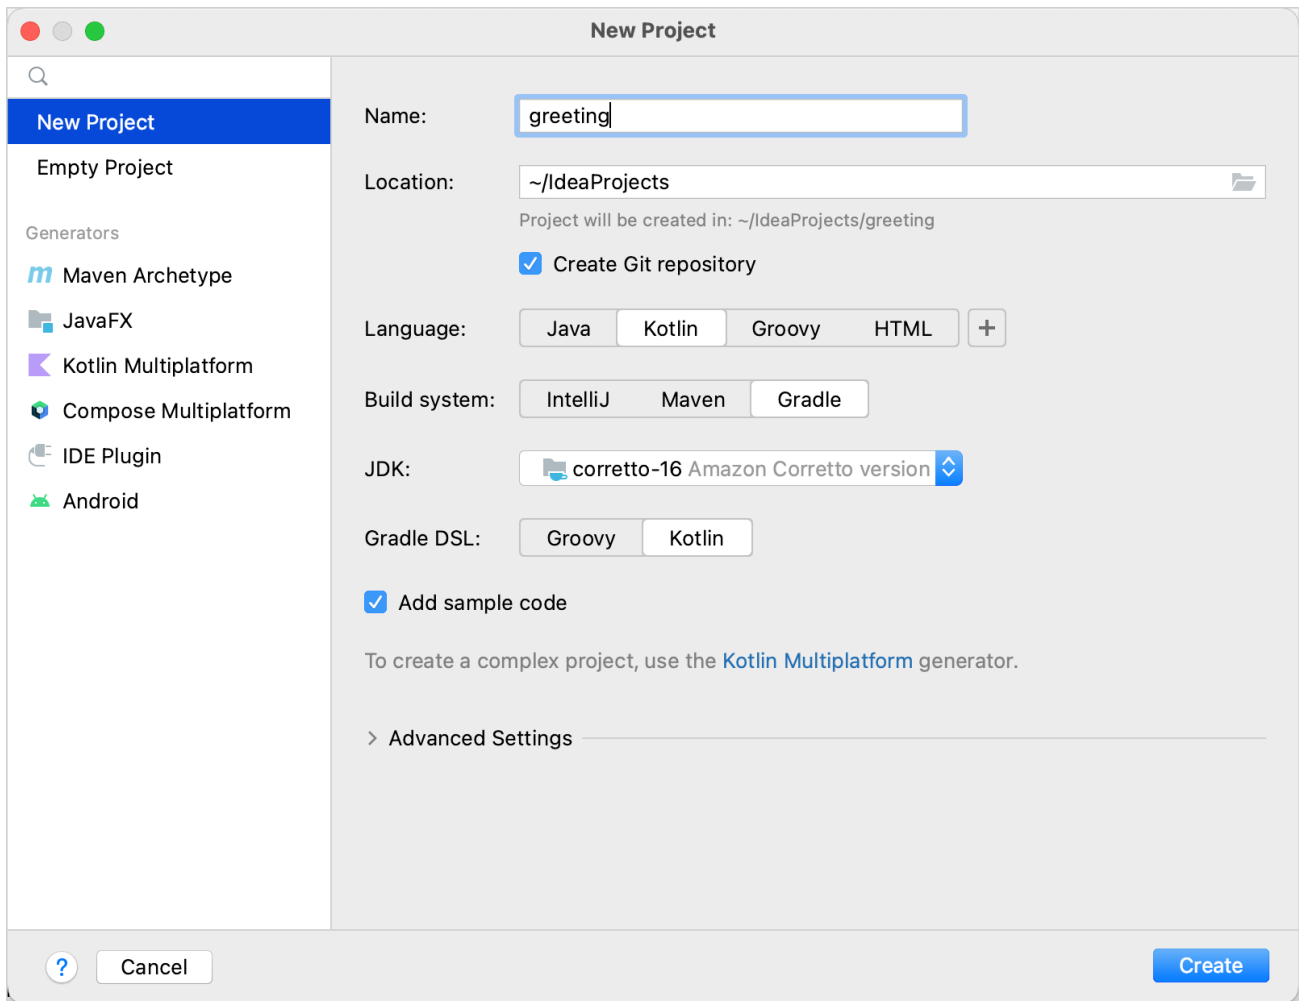 New Project
New Project
Empty Project
Generators
Maven Archetype
JavaFX
Kotlin Multiplatform
Compose Multiplatform
IDE Plugin
Android
Name: greeting
Location: ~/IdeaProjects
Project will be created in: ~/IdeaProjects/greeting
Create Git repository
Language: Java Kotlin Groovy HTML +
Build system: IntelliJ Maven Gradle
JDK: corretto-16 Amazon Corretto version
Gradle DSL: Groovy Kotlin
Add sample code
To create a complex project, use the Kotlin Multiplatform generator.
Advanced Settings
? Cancel Create